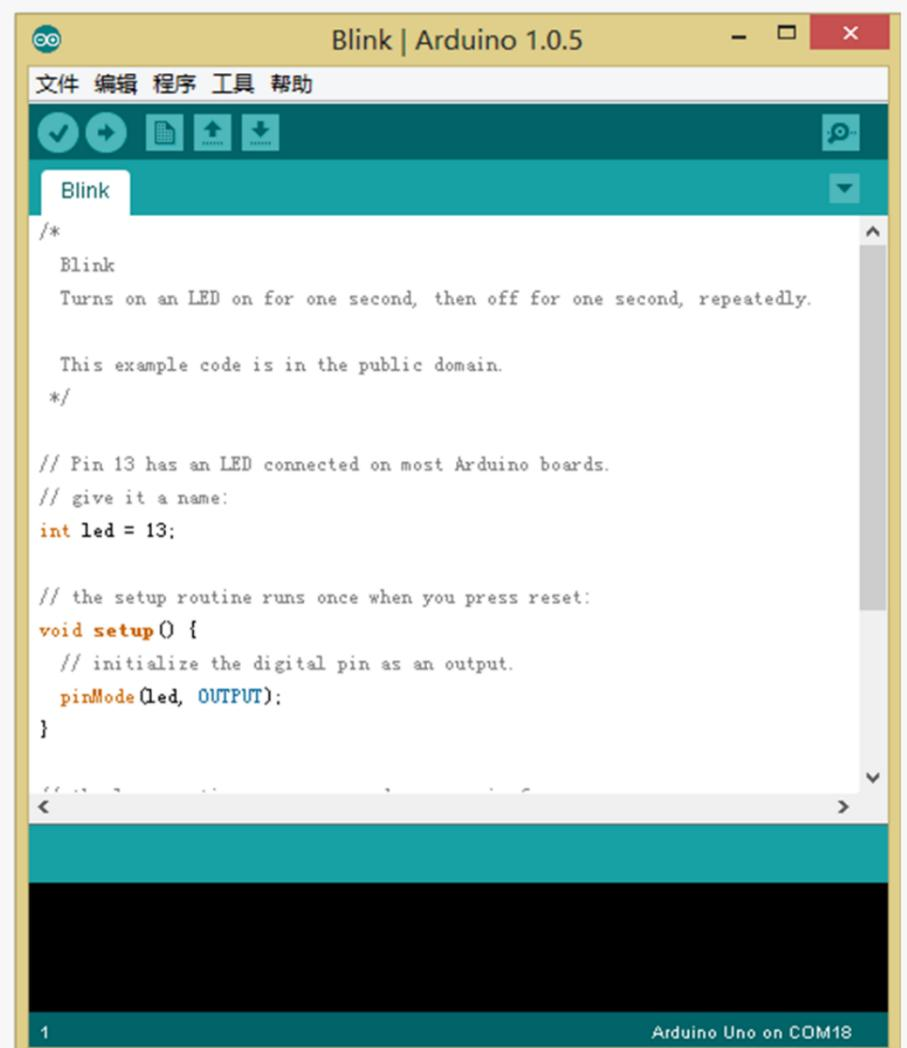 Blink | Arduino 1.0.5
文件 编辑 程序 工具 帮助
Blink
/*
Blink
Turns on an LED on for one second, then off for one second, repeatedly.
This example code is in the public domain.
*/
// Pin 13 has an LED connected on most Arduino boards.
// give it a name:
int led = 13;
// the setup routine runs once when you press reset:
void setup() {
// initialize the digital pin as an output.
pinMode(led, OUTPUT);
}
1
Arduino Uno on COM18